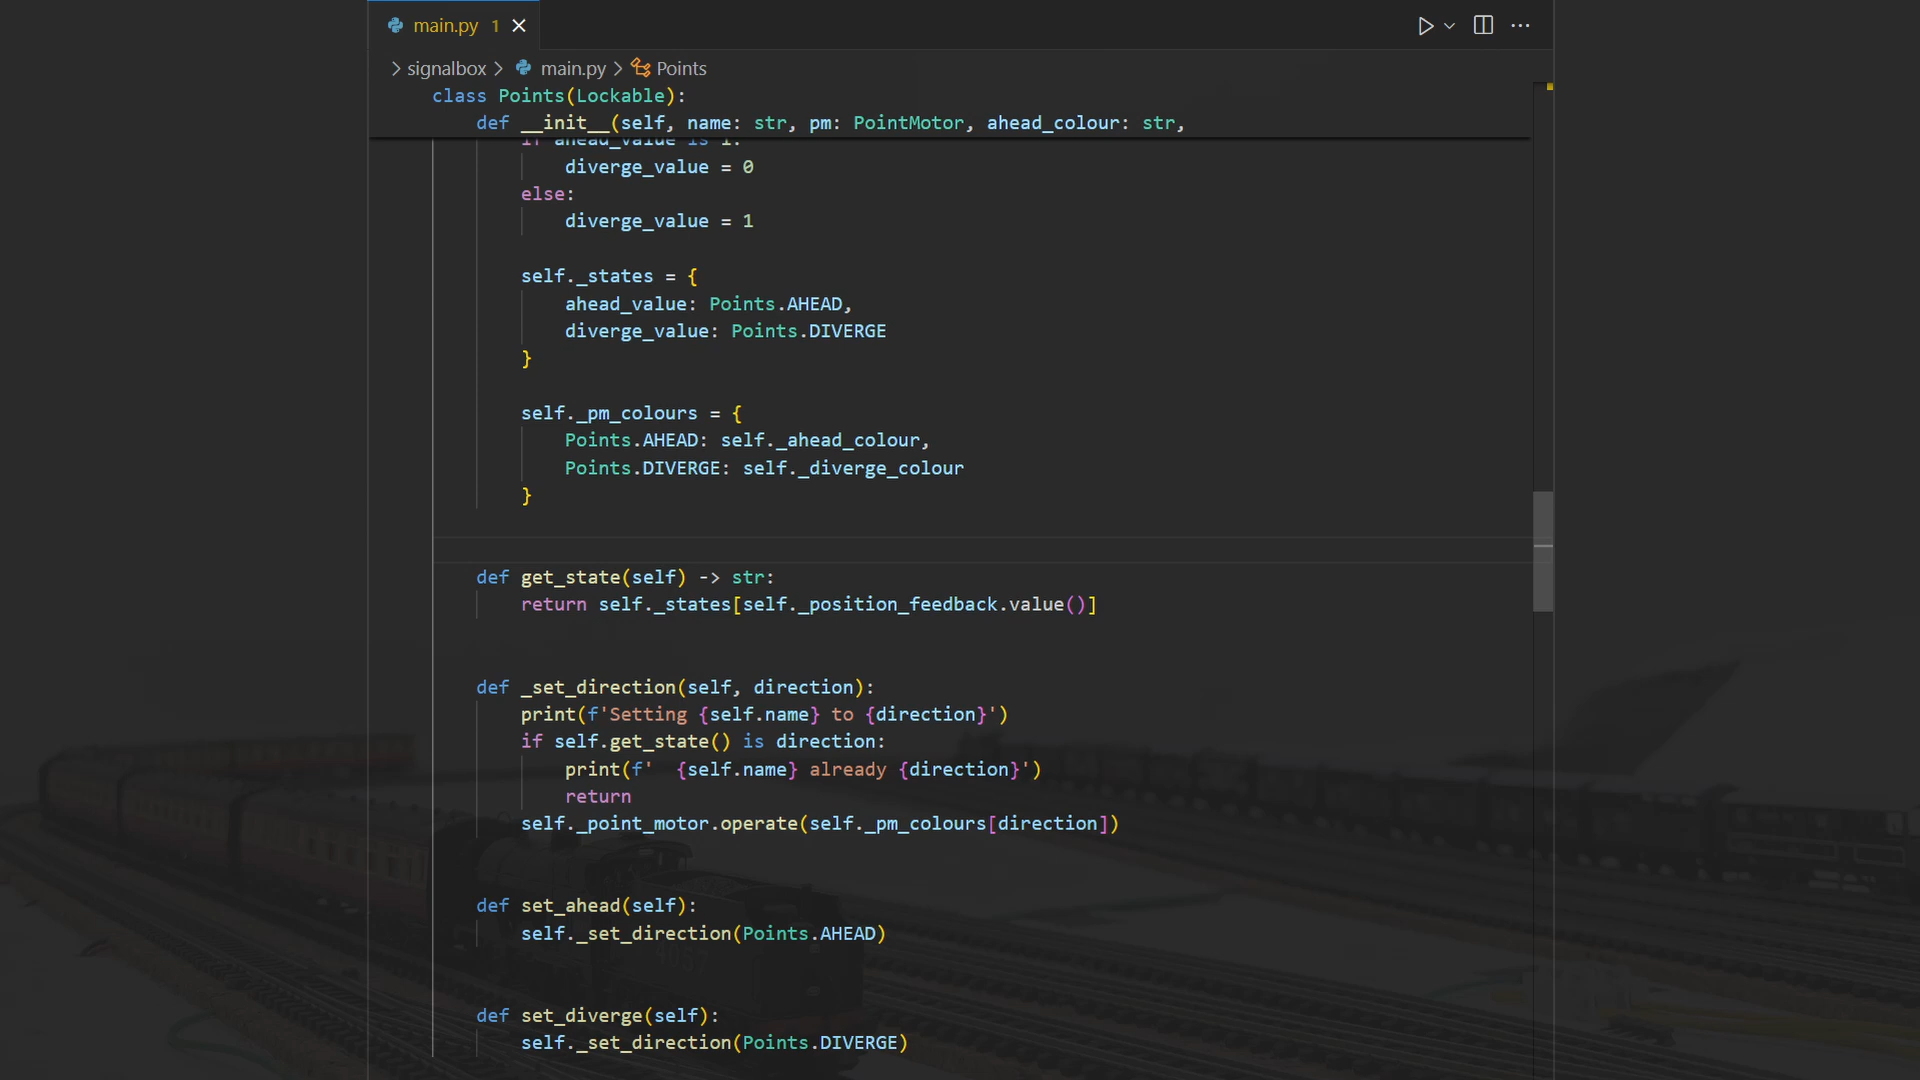 main.py 1
signalbox main.py Points
class Points(Lockable):
def __init__(self, name: str, pm: PointMotor, ahead_colour: str,
if ahead_value is 1:
diverge_value = 0
else:
diverge_value = 1
self._states = {
ahead_value: Points.AHEAD,
diverge_value: Points.DIVERGE
}
self._pm_colours = {
Points.AHEAD: self._ahead_colour,
Points.DIVERGE: self._diverge_colour
}
def get_state(self) -> str:
return self._states[self._position_feedback.value()]
def _set_direction(self, direction):
print(f'Setting {self.name} to {direction}')
if self.get_state() is direction:
print(f'  {self.name} already {direction}')
return
self._point_motor.operate(self._pm_colours[direction])
def set_ahead(self):
self._set_direction(Points.AHEAD)
def set_diverge(self):
self._set_direction(Points.DIVERGE)